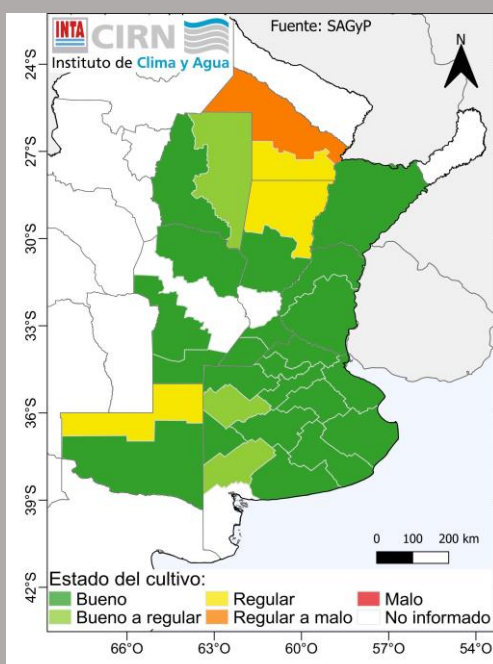 INTA CIRN
Instituto de Clima y Agua
Fuente: SAGyP
N
24°S
27°S
30°S
33°S
36°S
39°S
42°S
0 100 200 km
Estado del cultivo:
Bueno Regular Malo
Bueno a regular Regular a malo No informado
66°O 63°O 60°O 57°O 54°O